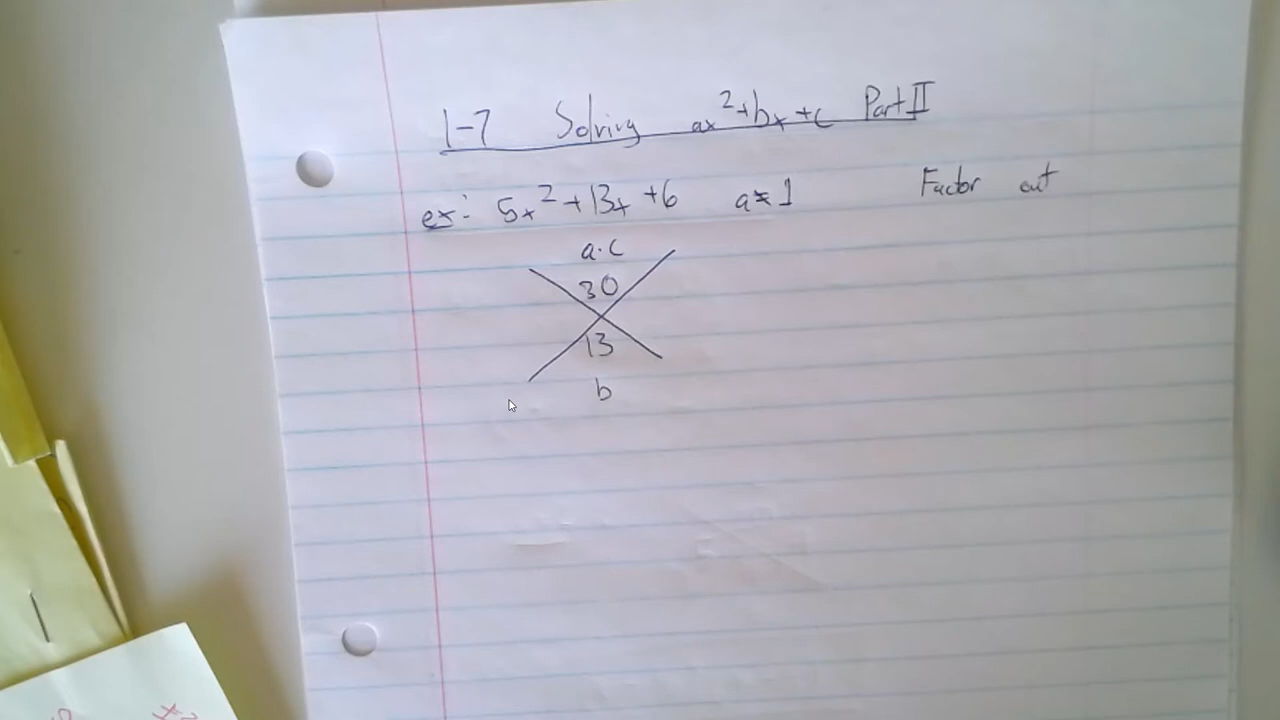 1-7 Solving ax²+bx+c Part II
ex: 5x²+13x+6 a≠1 Factor out
a·c
30
13
b